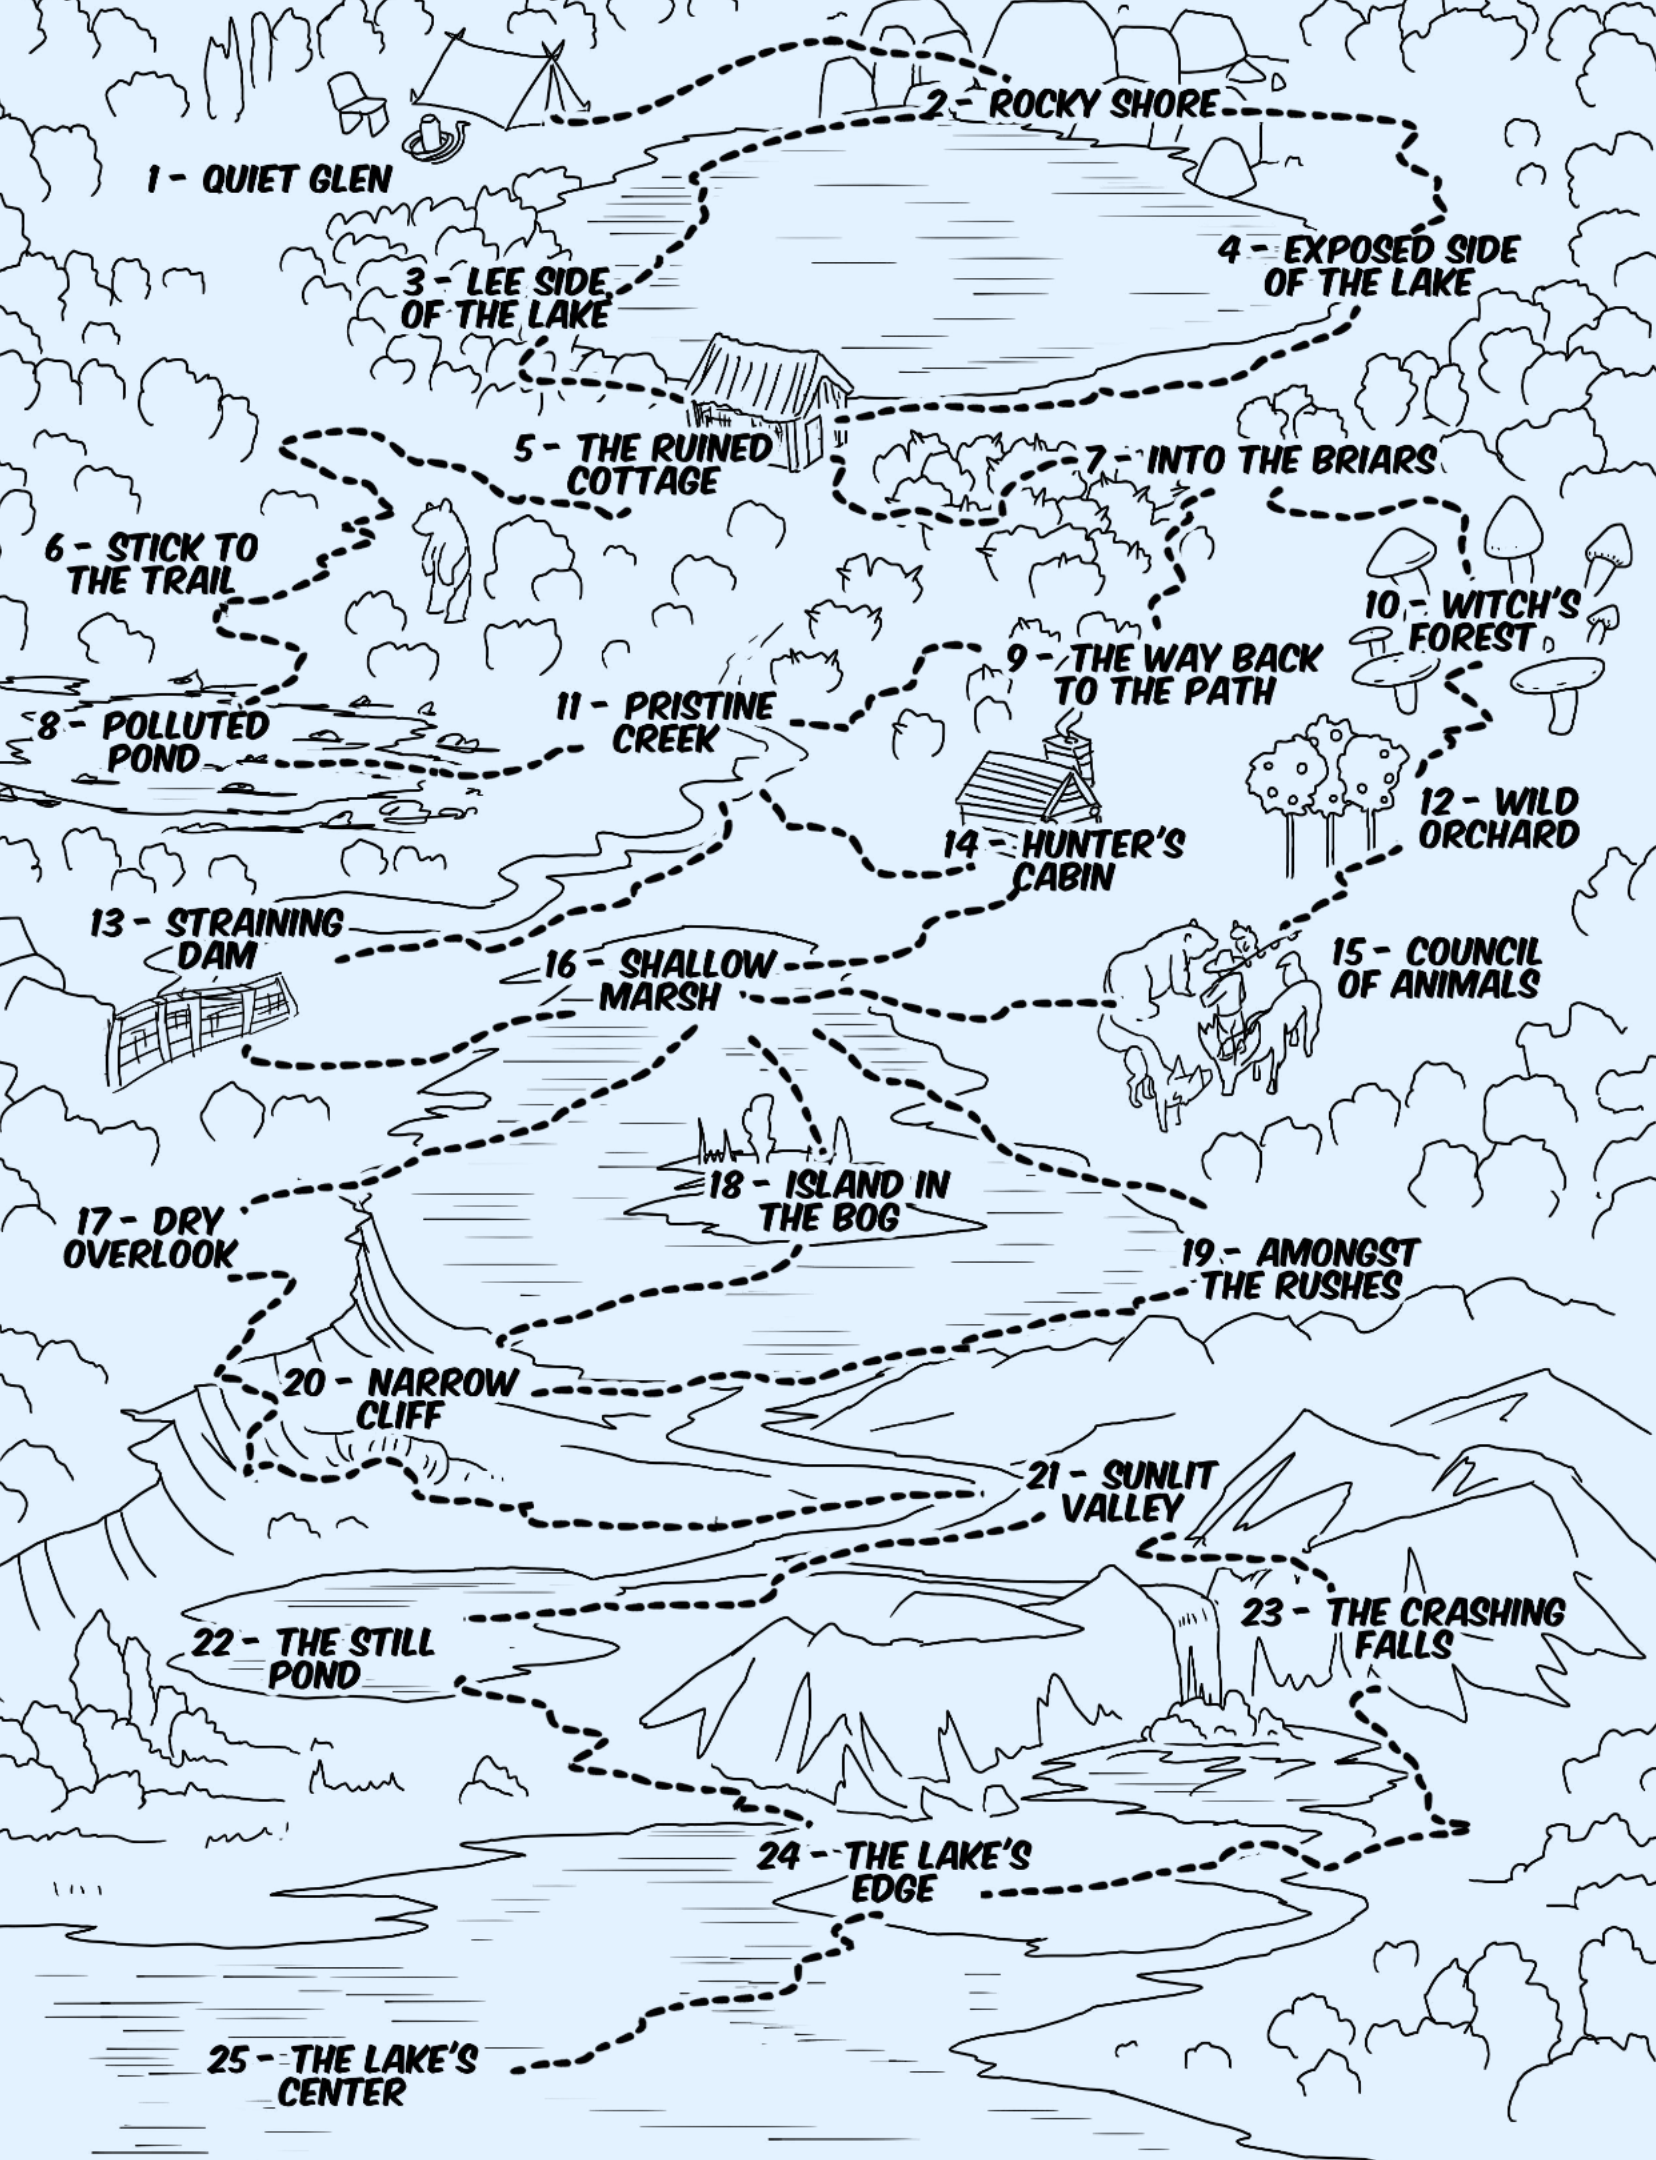 2 - ROCKY SHORE
1 - QUIET GLEN
4 - EXPOSED SIDE
OF THE LAKE
3 - LEE SIDE
OF THE LAKE
5 - THE RUINED
COTTAGE
7 - INTO THE BRIARS
6 - STICK TO
THE TRAIL
10 - WITCH'S
FOREST
9 - THE WAY BACK
TO THE PATH
11 - PRISTINE
CREEK
8 - POLLUTED
POND
12 - WILD
ORCHARD
14 - HUNTER'S
CABIN
13 - STRAINING
DAM
15 - COUNCIL
OF ANIMALS
16 - SHALLOW
MARSH
18 - ISLAND IN
THE BOG
17 - DRY
OVERLOOK
19 - AMONGST
THE RUSHES
20 - NARROW
CLIFF
21 - SUNLIT
VALLEY
23 - THE CRASHING
FALLS
22 - THE STILL
POND
24 - THE LAKE'S
EDGE
25 - THE LAKE'S
CENTER